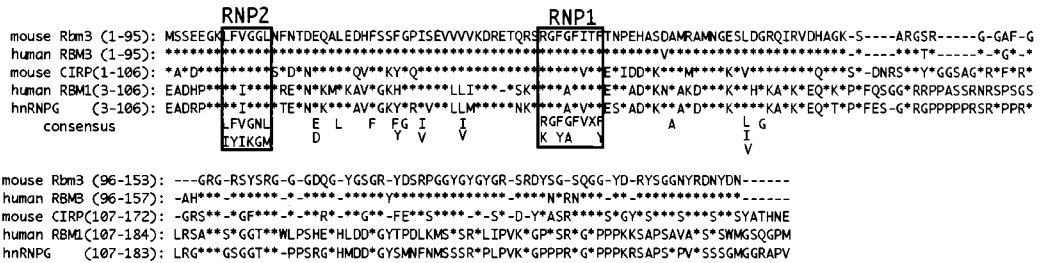 RNP2 RNP1
mouse Rbm3 (1-95): MSSEEGKLFVGGLNFNTDEQALEDHFSSFGPISEVVVVKDRETQRSRGFGFITFTNPEHASDAMRAMNGESLDGRQIRVDHAGK-S----ARGSR-----G-GAF-G
human RBM3 (1-95): **************************************************************V*********************-*----**T**-----*-*G*-*
mouse CIRP(1-106): *A*D**********S*D*N****QV**KY*Q*******************V**E*IDD*K***M****K*V*********Q***S*-DNRS**Y*GGSAG*R*F**R*
human RBM1(3-106): EADHP****I***RE**N*KM*KAV*GKH*****LLI***-*SK****A**V**E**AD*KN*AKD***K**H*KA*K*EQ*K*P*FQSGG*RRPPASSRNRSPSGS
hnRNPG (3-106): EADRP****I***TE*N*K**AV*GKY*R*V**LLM***N*K****A**V**ES*AD*K**AKD***K****KA*K*EQ*T*P*FES-G*RGPPPPPRSR*PPR*
consensus LFVGNL E L F FG I I RGFGFVXF A L G
IYIKGM D Y V V K YA Y I
V
mouse Rbm3 (96-153): ---GRG-RSYSRG-G-GDQG-YGSGR-YDSRPGGYGYGYGR-SRDYSG-SQGG-YD-RYSGGNYRDNYDN------
human RBM3 (96-157): -AH***-******-*-****-*****-****Y*********-****N*RN***-**-*************------
mouse CIRP(107-172): -GRS**-*GF***-*-**R*-**G-**FE**S****-*S-D-Y*ASR*****S*GY*S***S****S**SYATHNE
human RBM1(107-184): LRSA**S*GGT**WLPSHE*HLDD*GYTPDLKMS*SR*LIPVK*GP*SR*G*PPPKKSAPSAVA*S*SWMGSQGPM
hnRNPG (107-183): LRG***GSGGT**-PPSRG*HMDD*GYSMNFNMSSSR*PLPVK*GPPPR*G*PPPKRSAPS*PV*SSSGMGGRAPV